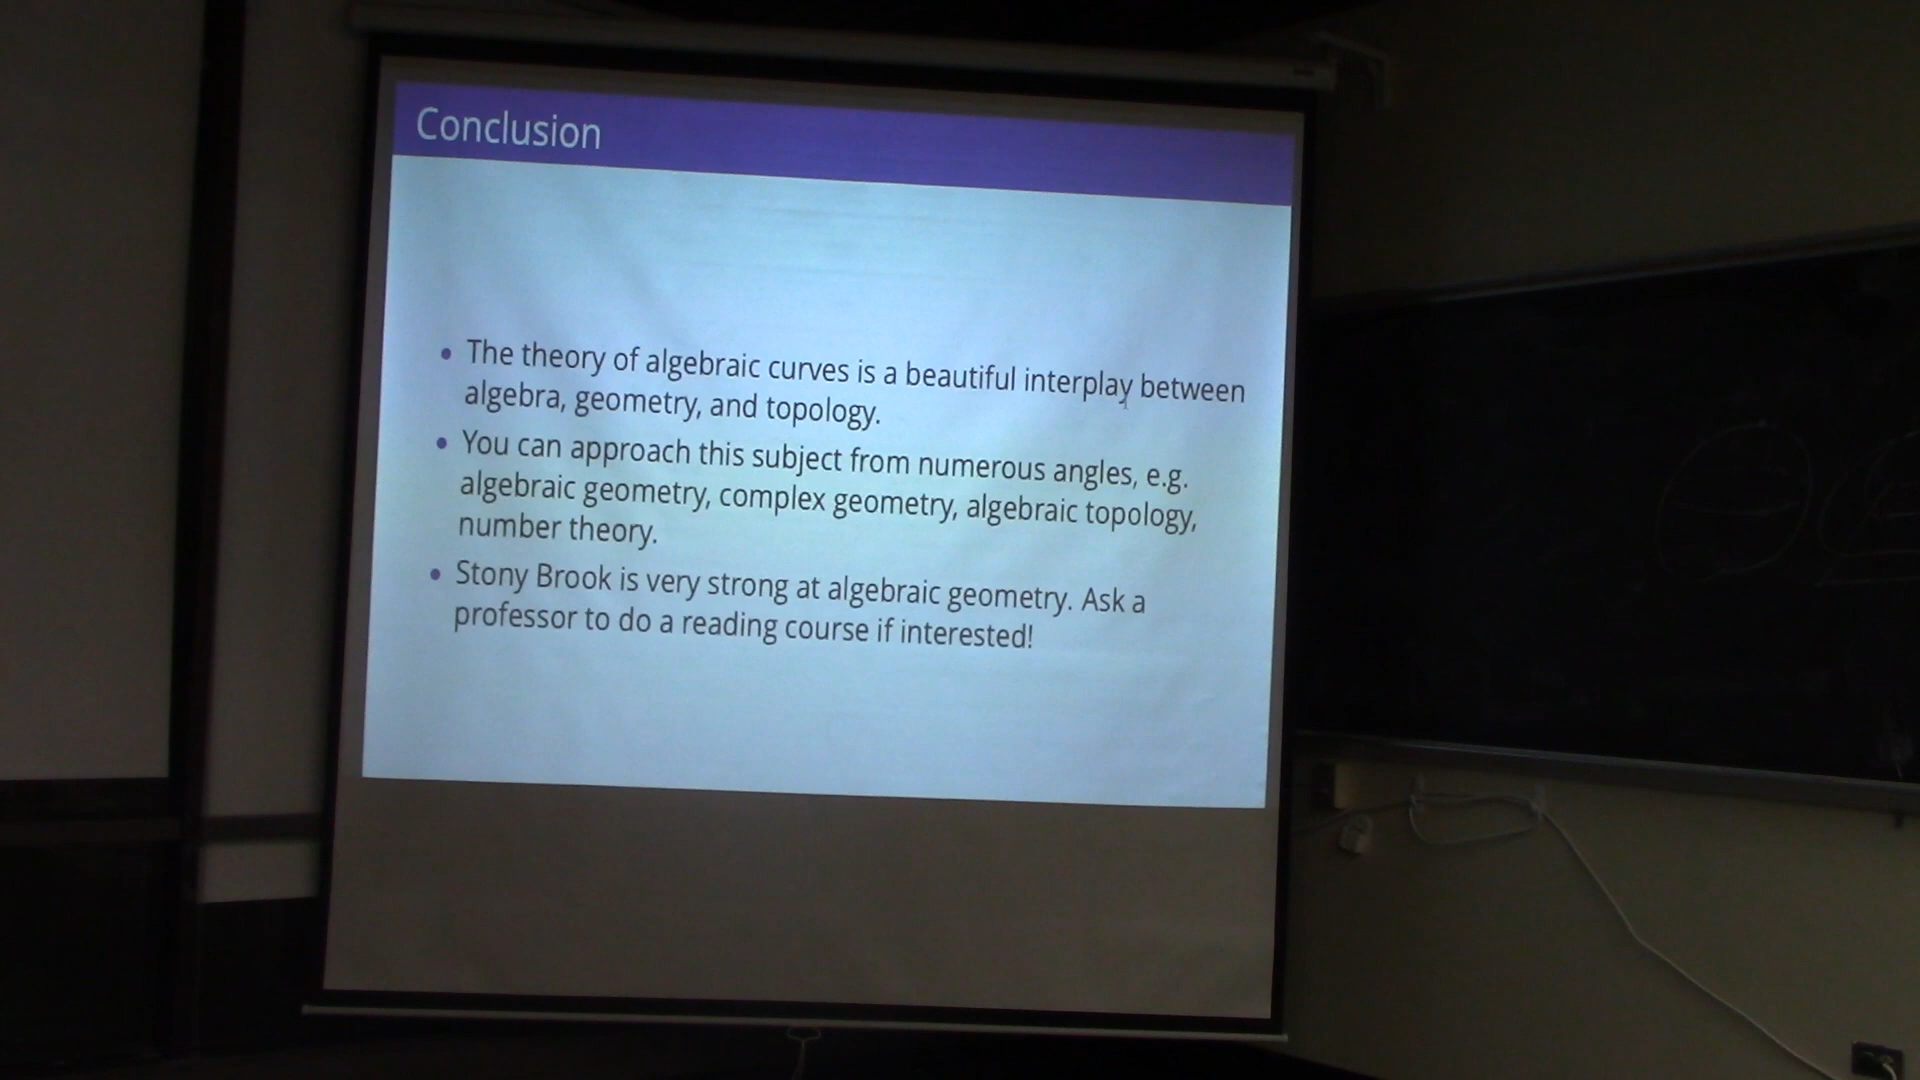 Conclusion
• The theory of algebraic curves is a beautiful interplay between
algebra, geometry, and topology.
• You can approach this subject from numerous angles, e.g.
algebraic geometry, complex geometry, algebraic topology,
number theory.
• Stony Brook is very strong at algebraic geometry. Ask a
professor to do a reading course if interested!